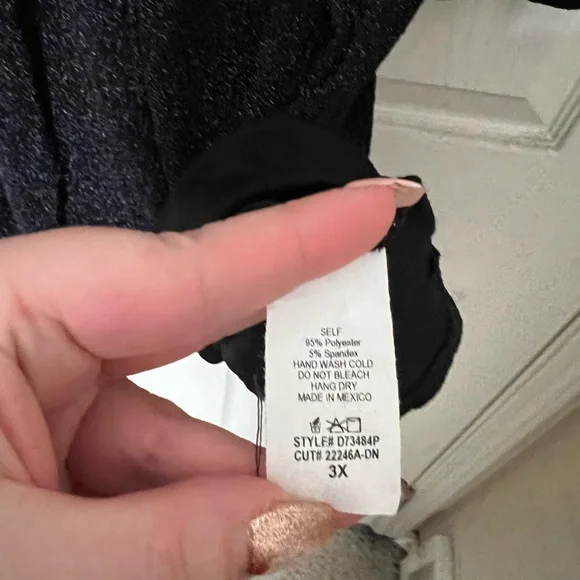 SELF
95% Polyester
5% Spandex
HAND WASH COLD
DO NOT BLEACH
HANG DRY
MADE IN MEXICO
STYLE# D73484P
CUT# 22246A-DN
3X